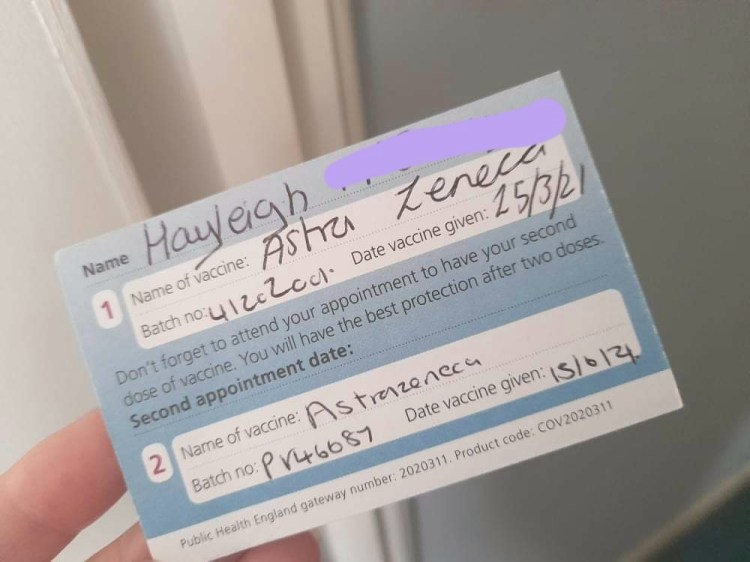 Name Hayleigh
1 Name of vaccine: Astra Zeneca
Batch no: 4120Z001. Date vaccine given: 15/3/21
Don't forget to attend your appointment to have your second
dose of vaccine. You will have the best protection after two doses.
Second appointment date:
2 Name of vaccine: Astrazeneca
Batch no: PV46687 Date vaccine given: 15/6/21.
Public Health England gateway number: 2020311. Product code: COV2020311